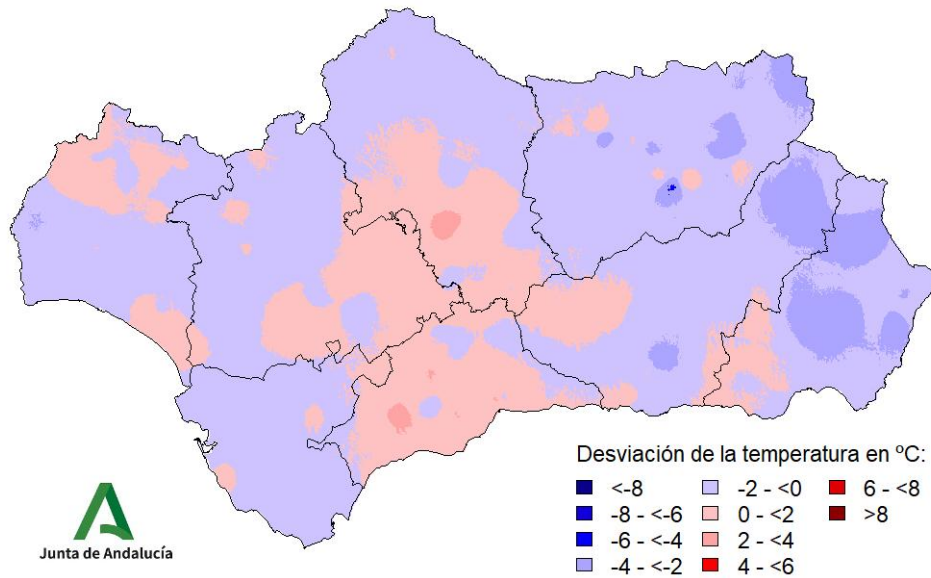 Desviación de la temperatura en ºC:
<-8 -2 - <0 6 - <8
-8 - <-6 0 - <2 >8
-6 - <-4 2 - <4
-4 - <-2 4 - <6
Junta de Andalucía